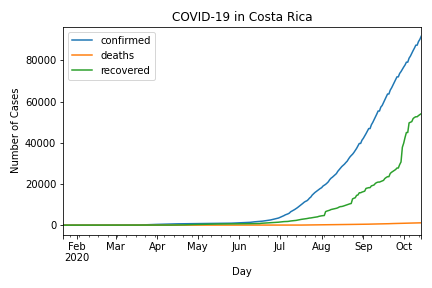 COVID-19 in Costa Rica
confirmed
deaths
recovered
Number of Cases
80000
60000
40000
20000
0
Feb Mar Apr May Jun Jul Aug Sep Oct
2020
Day